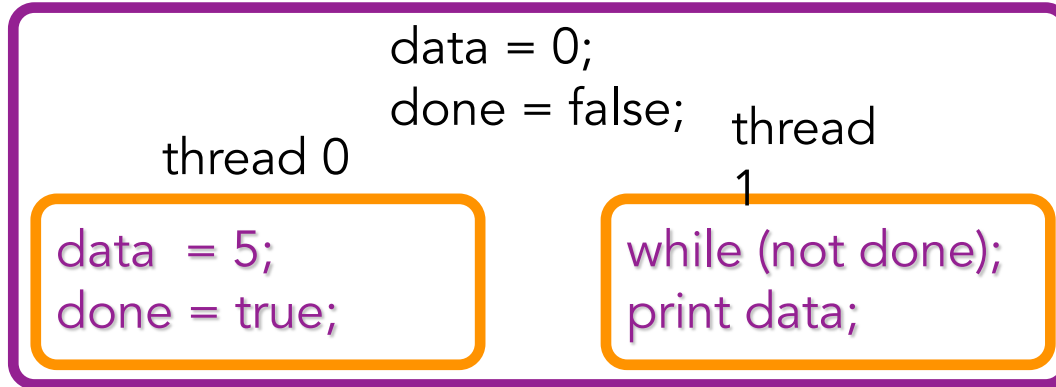 data = 0;
done = false;
thread 0
thread
1
data  = 5;
done = true;
while (not done);
print data;